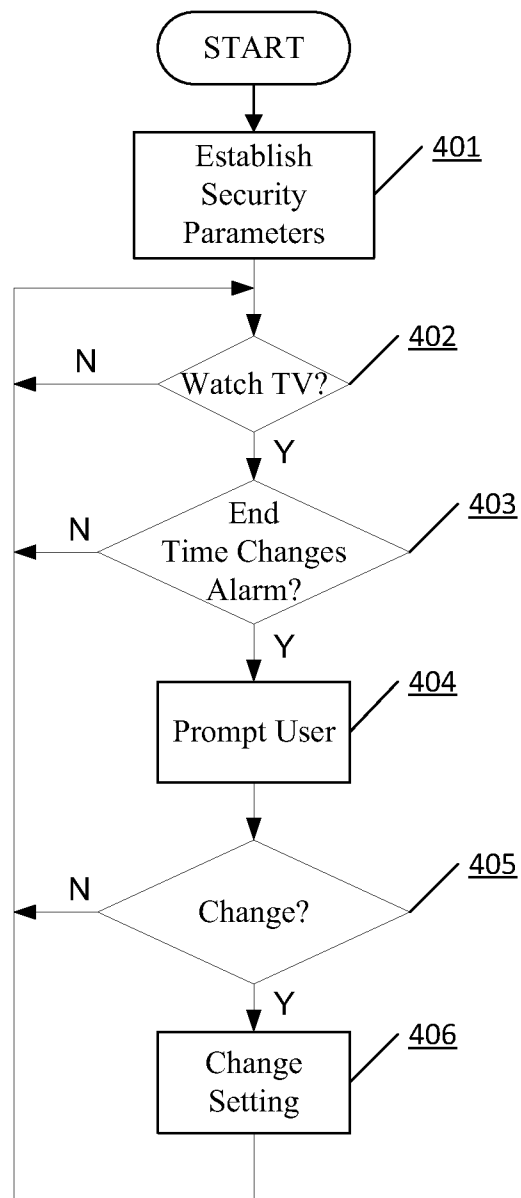 START
Establish
Security
Parameters
401
402
N
Watch TV?
Y
403
N
End
Time Changes
Alarm?
Y
404
Prompt User
405
N
Change?
Y
406
Change
Setting